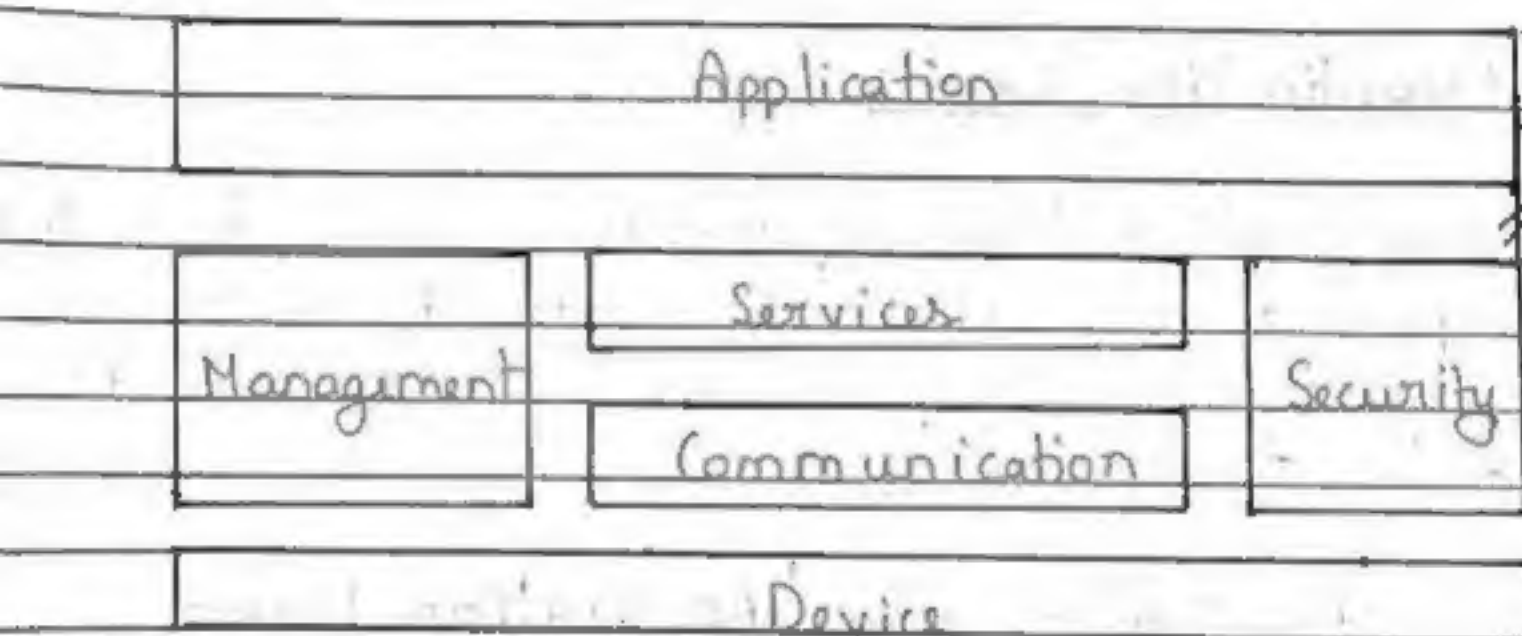 Application
Services
Management
Security
Communication
Device